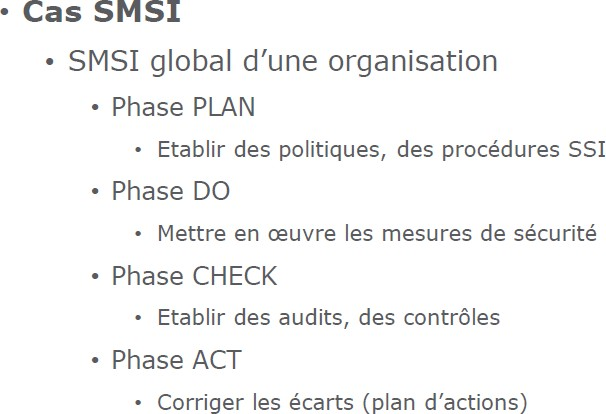 • Cas SMSI
• SMSI global d’une organisation
• Phase PLAN
• Etablir des politiques, des procédures SSI
• Phase DO
• Mettre en œuvre les mesures de sécurité
• Phase CHECK
• Etablir des audits, des contrôles
• Phase ACT
• Corriger les écarts (plan d’actions)